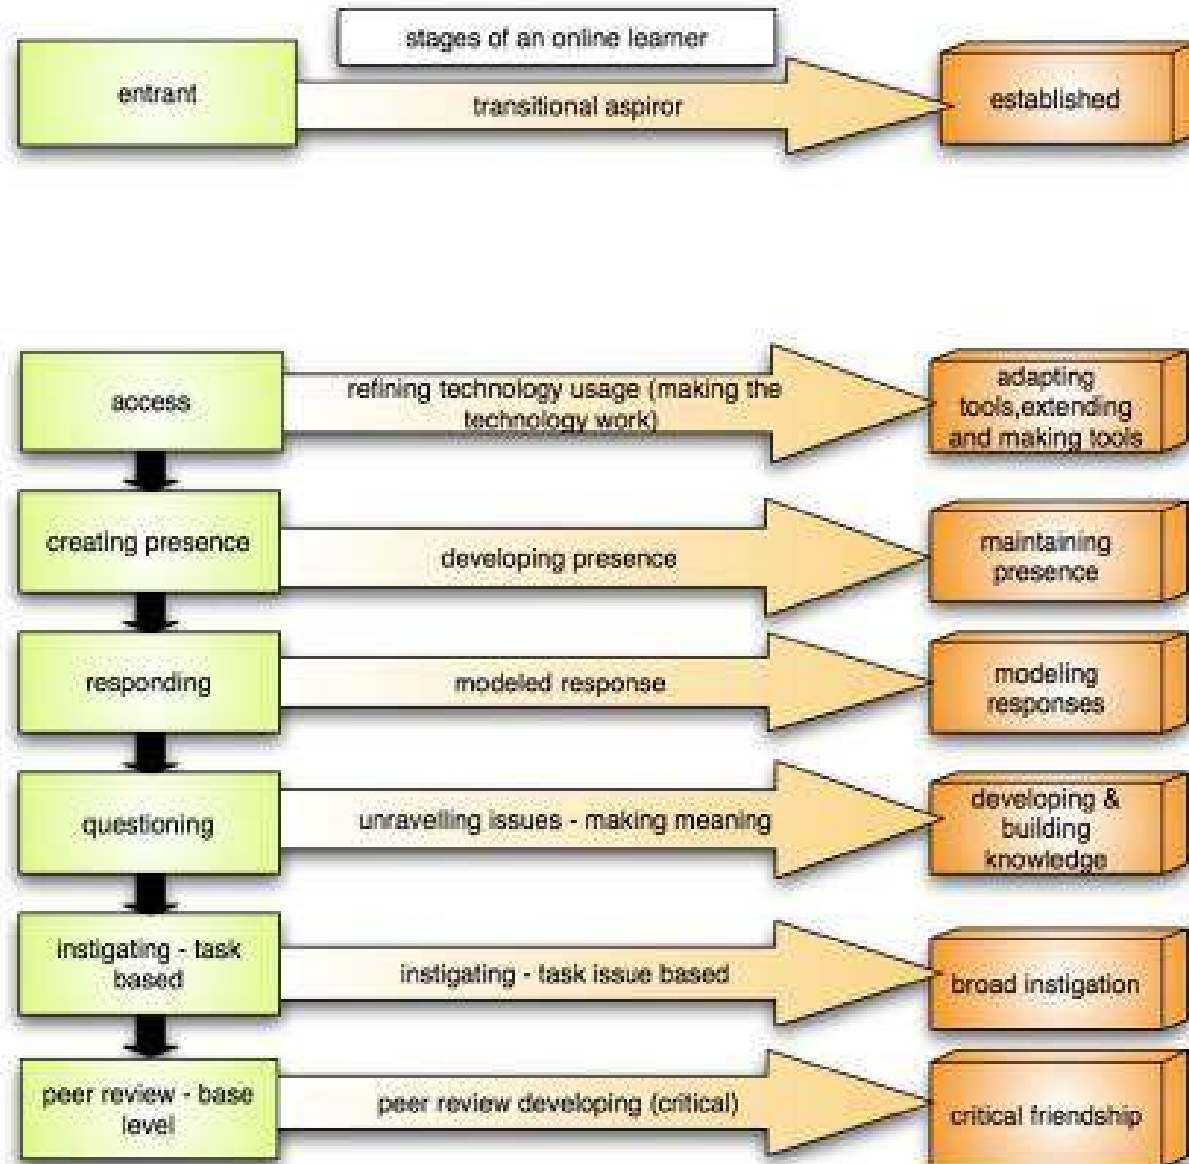 stages of an online learner
entrant
transitional aspiror
established
access
refining technology usage (making the
technology work)
adapting
tools,extending
and making tools
creating presence
developing presence
maintaining
presence
responding
modeled response
modeling
responses
questioning
unravelling issues - making meaning
developing &
building
knowledge
instigating - task
based
instigating - task issue based
broad instigation
peer review - base
level
peer review developing (critical)
critical friendship